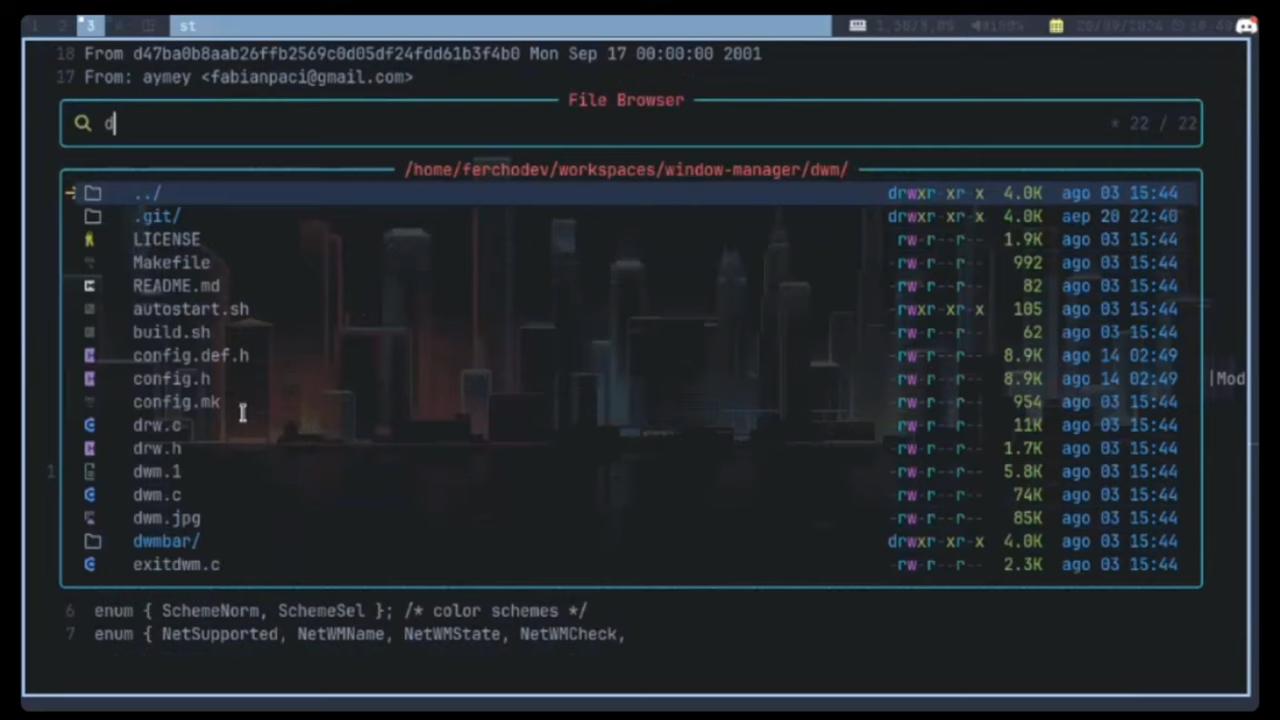 1 2 3 st
18 From d47ba0b8aab26ffb2569c0d05df24fdd61b3f4b0 Mon Sep 17 00:00:00 2001
17 From: aymey <fabianpaci@gmail.com>
File Browser
d * 22 / 22
/home/ferchodev/workspaces/window-manager/dwm/
../ drwxr-xr-x 4.0K ago 03 15:44
.git/ drwxr-xr-x 4.0K aep 20 22:40
LICENSE -rw-r--r-- 1.9K ago 03 15:44
Makefile -rw-r--r-- 992 ago 03 15:44
README.md -rw-r--r-- 82 ago 03 15:44
autostart.sh -rwxr-xr-x 105 ago 03 15:44
build.sh -rw-r--r-- 62 ago 03 15:44
config.def.h -rw-r--r-- 8.9K ago 14 02:49
config.h -rw-r--r-- 8.9K ago 14 02:49 |Mod
config.mk -rw-r--r-- 954 ago 03 15:44
drw.c -rw-r--r-- 11K ago 03 15:44
drw.h -rw-r--r-- 1.7K ago 03 15:44
1 dwm.1 -rw-r--r-- 5.8K ago 03 15:44
dwm.c -rw-r--r-- 74K ago 03 15:44
dwm.jpg -rw-r--r-- 85K ago 03 15:44
dwmbar/ drwxr-xr-x 4.0K ago 03 15:44
exitdwm.c -rw-r--r-- 2.3K ago 03 15:44
6 enum { SchemeNorm, SchemeSel }; /* color schemes */
7 enum { NetSupported, NetWMName, NetWMState, NetWMCheck,